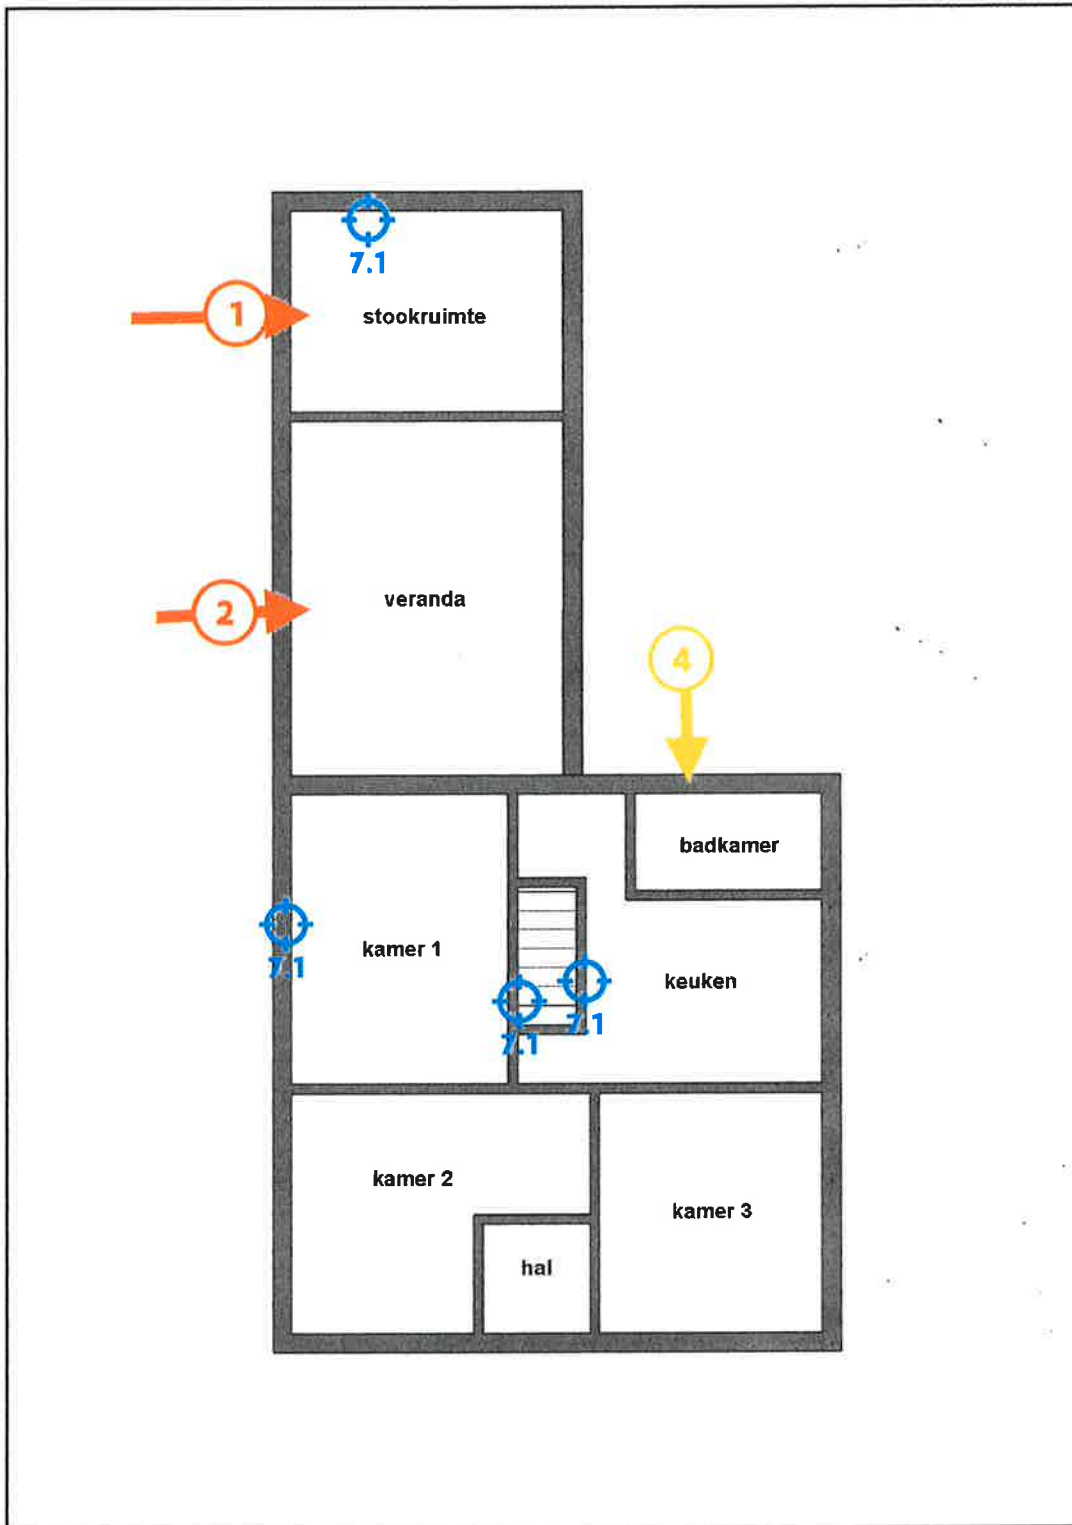 7.1
1
stookruimte
2
veranda
4
badkamer
kamer 1
7.1
keuken
7.1
7.1
kamer 2
kamer 3
hal